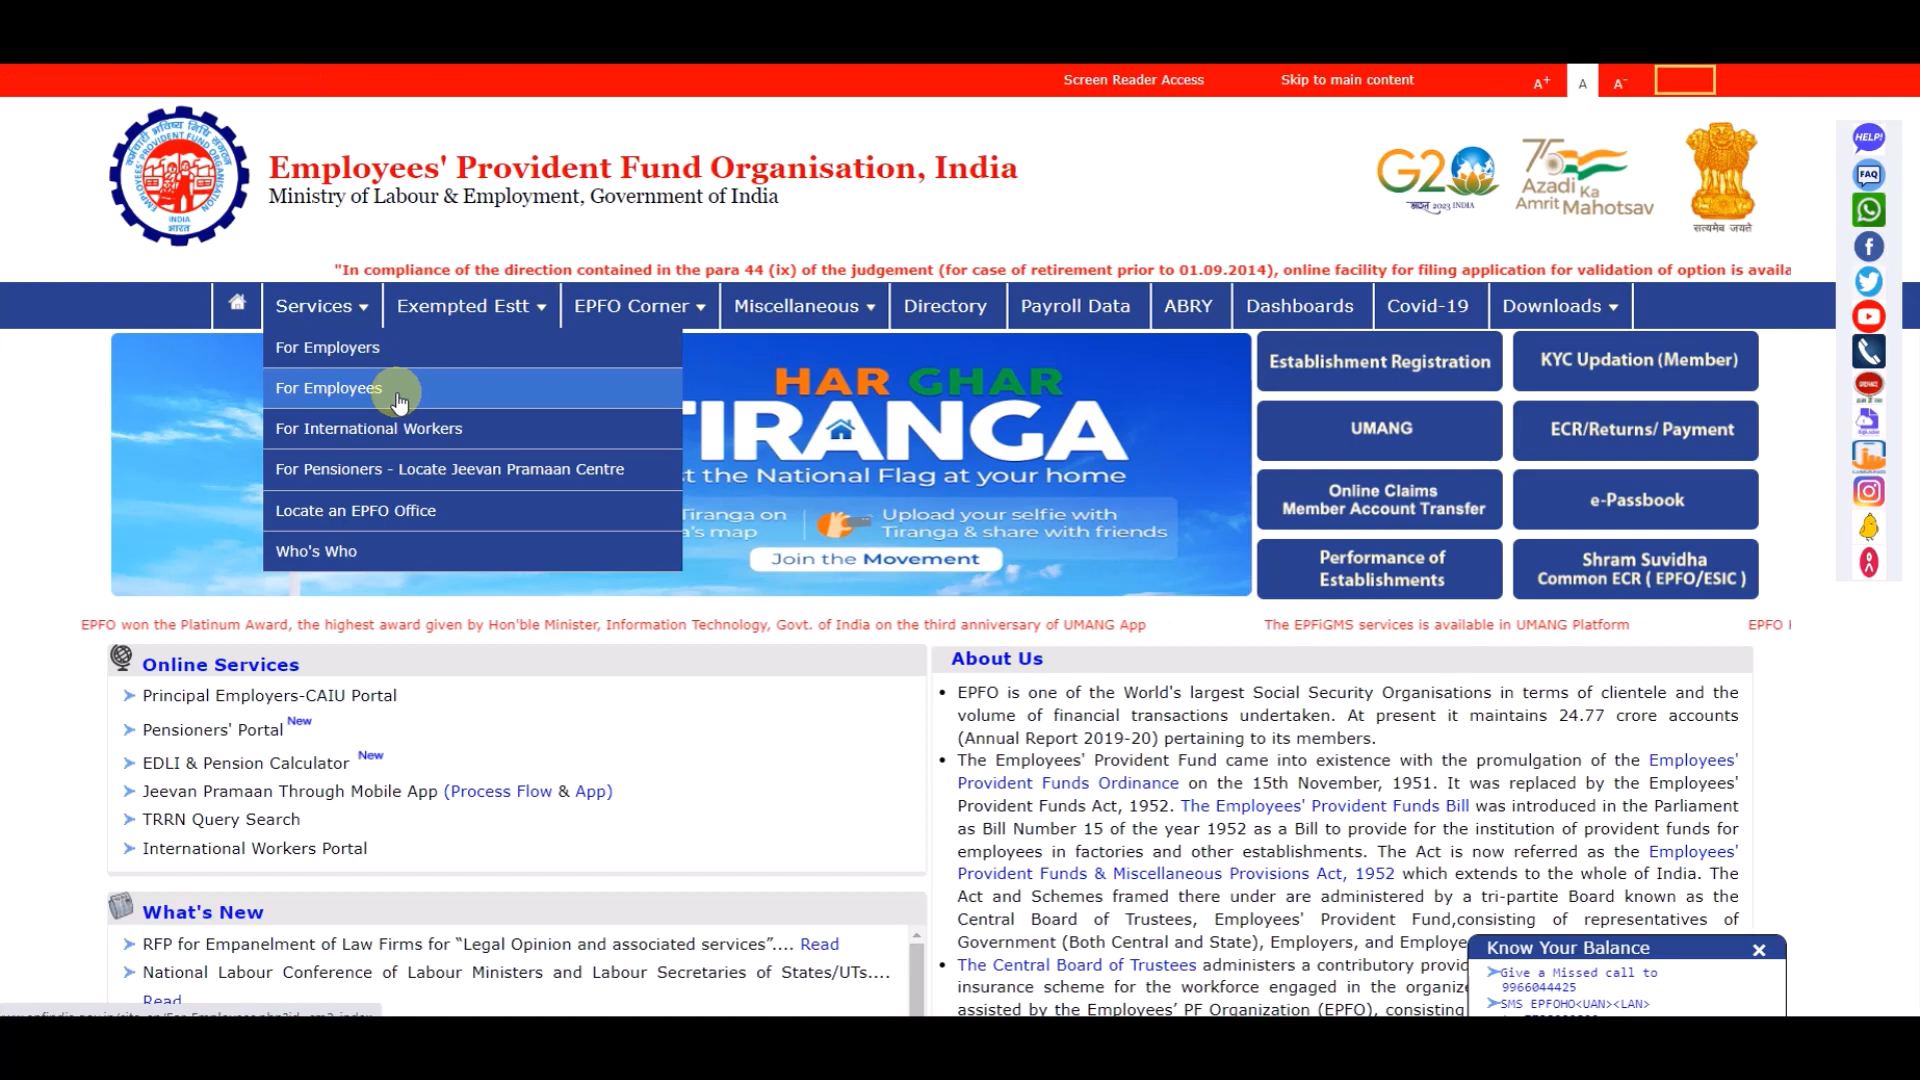 Screen Reader Access
Skip to main content
A+ A A-
Employees' Provident Fund Organisation, India
Ministry of Labour & Employment, Government of India
कर्मचारी भविष्य निधि संगठन
EMPLOYEES PROVIDENT FUND ORGANISATION
INDIA
भारत
G20
भारत 2023 INDIA
75
Azadi Ka
Amrit Mahotsav
सत्यमेव जयते
HELP!
FAQ
"In compliance of the direction contained in the para 44 (ix) of the judgement (for case of retirement prior to 01.09.2014), online facility for filing application for validation of option is availa
Services
Exempted Estt
EPFO Corner
Miscellaneous
Directory
Payroll Data
ABRY
Dashboards
Covid-19
Downloads
For Employers
For Employees
For International Workers
For Pensioners - Locate Jeevan Pramaan Centre
Locate an EPFO Office
Who's Who
HAR GHAR
TIRANGA
t the National Flag at your home
Tiranga on
's map
Upload your selfie with
Tiranga & share with friends
Join the Movement
Establishment Registration
KYC Updation (Member)
UMANG
ECR/Returns/ Payment
Online Claims
Member Account Transfer
e-Passbook
Performance of
Establishments
Shram Suvidha
Common ECR ( EPFO/ESIC )
EPFO won the Platinum Award, the highest award given by Hon'ble Minister, Information Technology, Govt. of India on the third anniversary of UMANG App
The EPFiGMS services is available in UMANG Platform
EPFO
Online Services
Principal Employers-CAIU Portal
Pensioners' Portal New
EDLI & Pension Calculator New
Jeevan Pramaan Through Mobile App (Process Flow & App)
TRRN Query Search
International Workers Portal
What's New
RFP for Empanelment of Law Firms for “Legal Opinion and associated services”.... Read
National Labour Conference of Labour Ministers and Labour Secretaries of States/UTs....
Read
About Us
EPFO is one of the World's largest Social Security Organisations in terms of clientele and the
volume of financial transactions undertaken. At present it maintains 24.77 crore accounts
(Annual Report 2019-20) pertaining to its members.
The Employees' Provident Fund came into existence with the promulgation of the Employees'
Provident Funds Ordinance on the 15th November, 1951. It was replaced by the Employees'
Provident Funds Act, 1952. The Employees' Provident Funds Bill was introduced in the Parliament
as Bill Number 15 of the year 1952 as a Bill to provide for the institution of provident funds for
employees in factories and other establishments. The Act is now referred as the Employees'
Provident Funds & Miscellaneous Provisions Act, 1952 which extends to the whole of India. The
Act and Schemes framed there under are administered by a tri-partite Board known as the
Central Board of Trustees, Employees' Provident Fund,consisting of representatives of
Government (Both Central and State), Employers, and Employe
The Central Board of Trustees administers a contributory provid
insurance scheme for the workforce engaged in the organize
assisted by the Employees' PF Organization (EPFO), consisting
Know Your Balance
Give a Missed call to
9966044425
SMS EPFOHO<UAN><LAN>